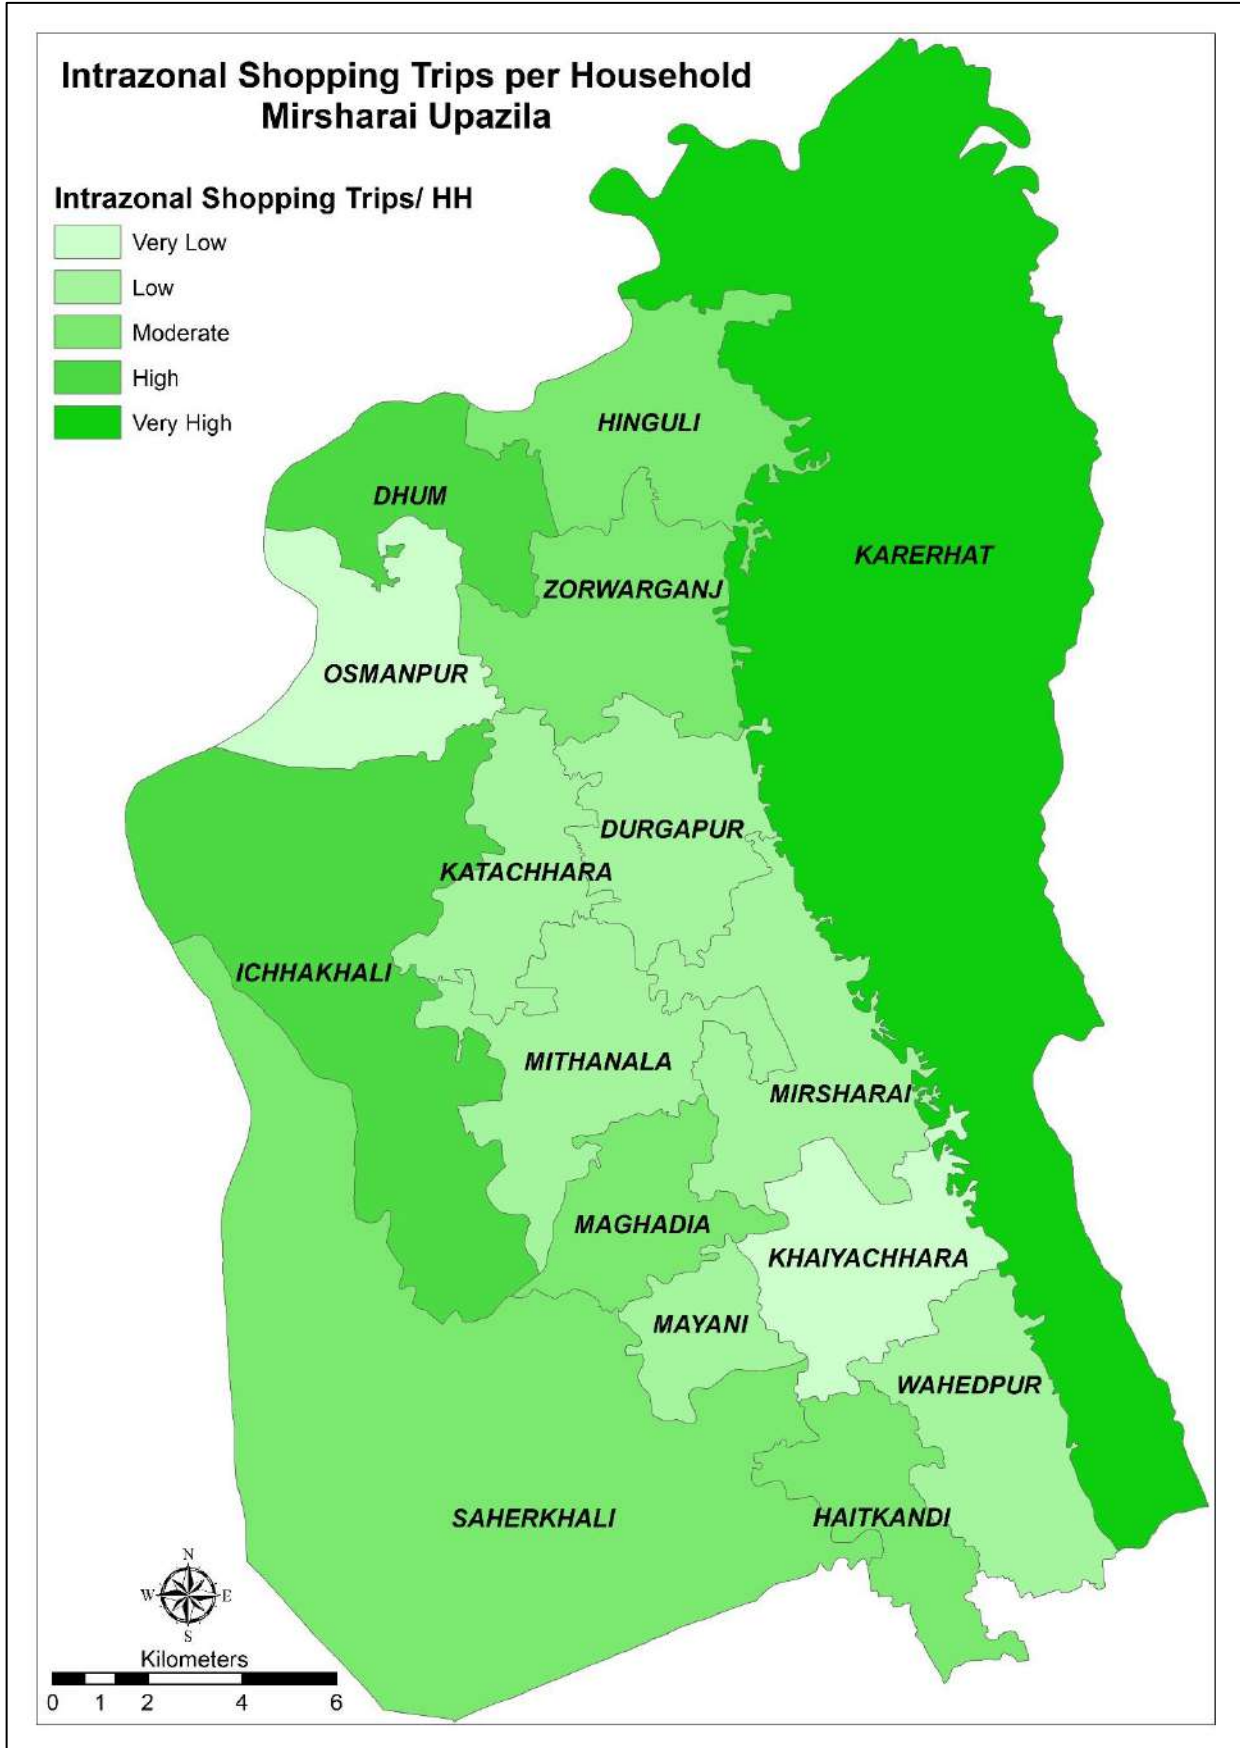 Intrazonal Shopping Trips per Household
Mirsharai Upazila
Intrazonal Shopping Trips/ HH
Very Low
Low
Moderate
High
Very High
HINGULI
DHUM
KARERHAT
ZORWARGANJ
OSMANPUR
DURGAPUR
KATACHHARA
ICHHAKHALI
MITHANALA
MIRSHARAI
MAGHADIA
KHAIYACHHARA
MAYANI
WAHEDPUR
SAHERKHALI
HAITKANDI
N
W E
S
Kilometers
0 1 2 4 6